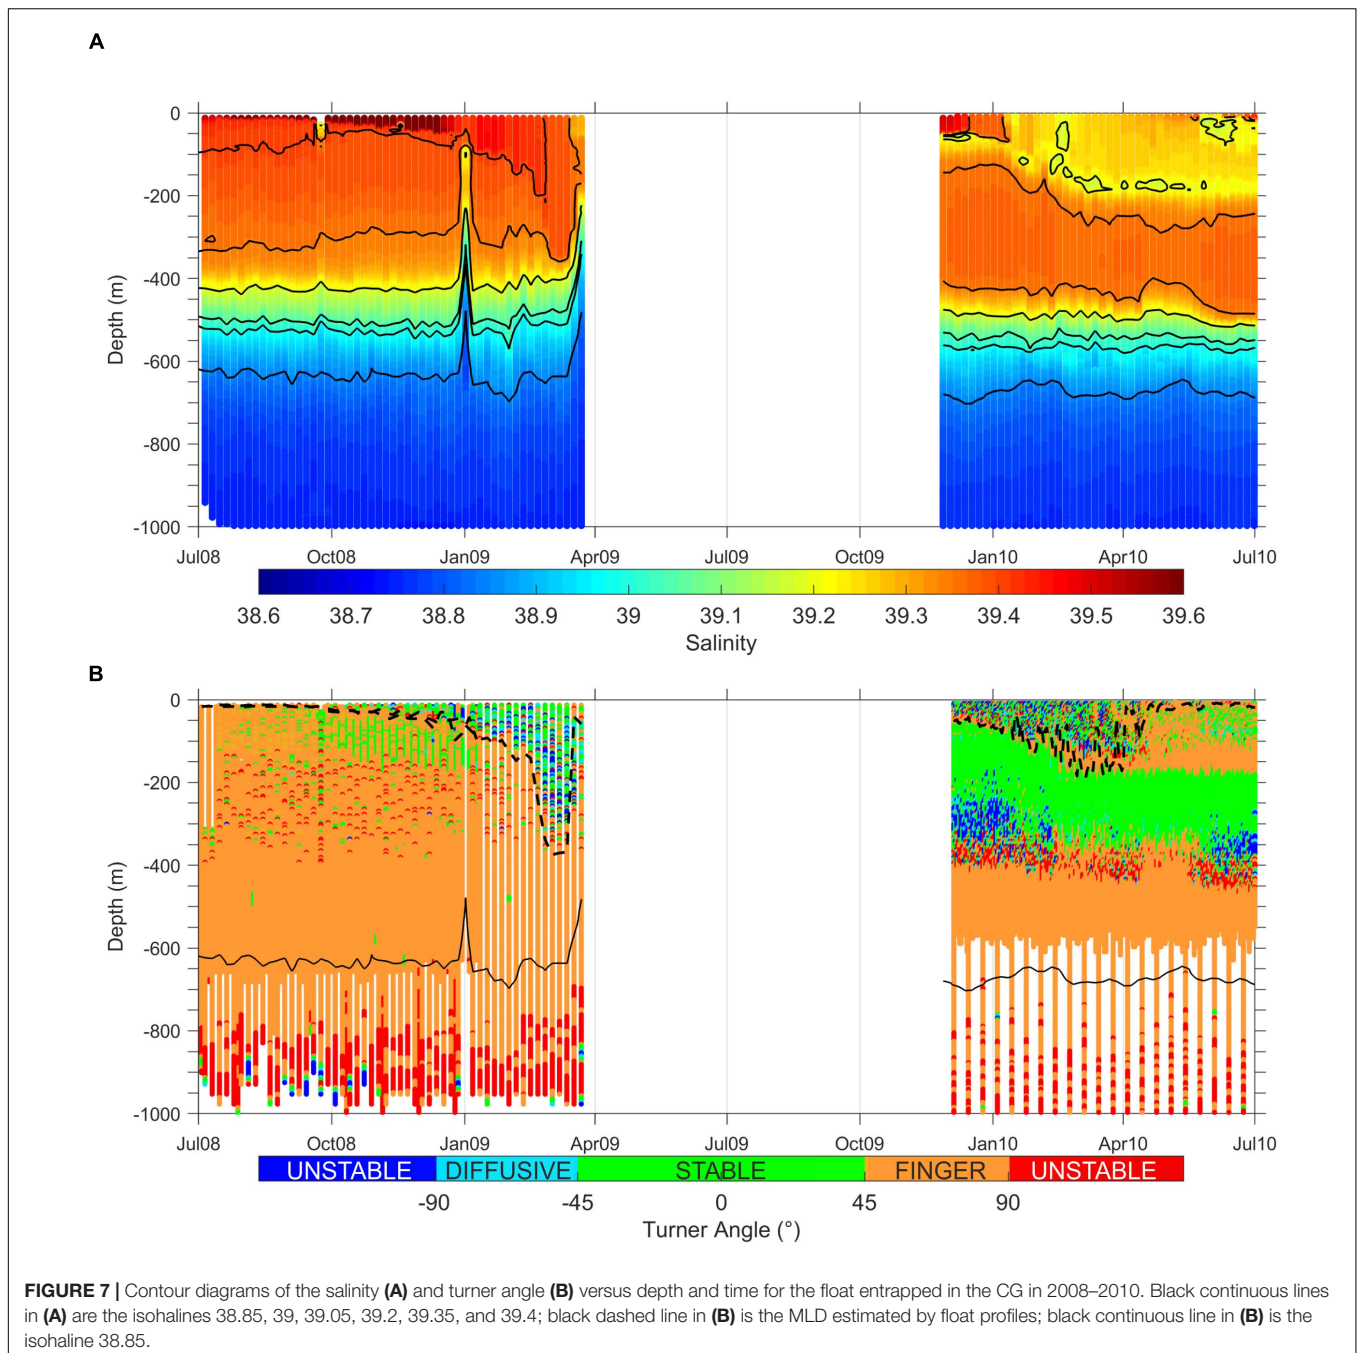 A
0
-200
-400
-600
-800
-1000
Depth (m)
Jul08 Oct08 Jan09 Apr09 Jul09 Oct09 Jan10 Apr10 Jul10
38.6 38.7 38.8 38.9 39 39.1 39.2 39.3 39.4 39.5 39.6
Salinity
B
0
-200
-400
-600
-800
-1000
Depth (m)
Jul08 Oct08 Jan09 Apr09 Jul09 Oct09 Jan10 Apr10 Jul10
UNSTABLE DIFFUSIVE STABLE FINGER UNSTABLE
-90 -45 0 45 90
Turner Angle (°)
FIGURE 7 | Contour diagrams of the salinity (A) and turner angle (B) versus depth and time for the float entrapped in the CG in 2008–2010. Black continuous lines
in (A) are the isohalines 38.85, 39, 39.05, 39.2, 39.35, and 39.4; black dashed line in (B) is the MLD estimated by float profiles; black continuous line in (B) is the
isohaline 38.85.